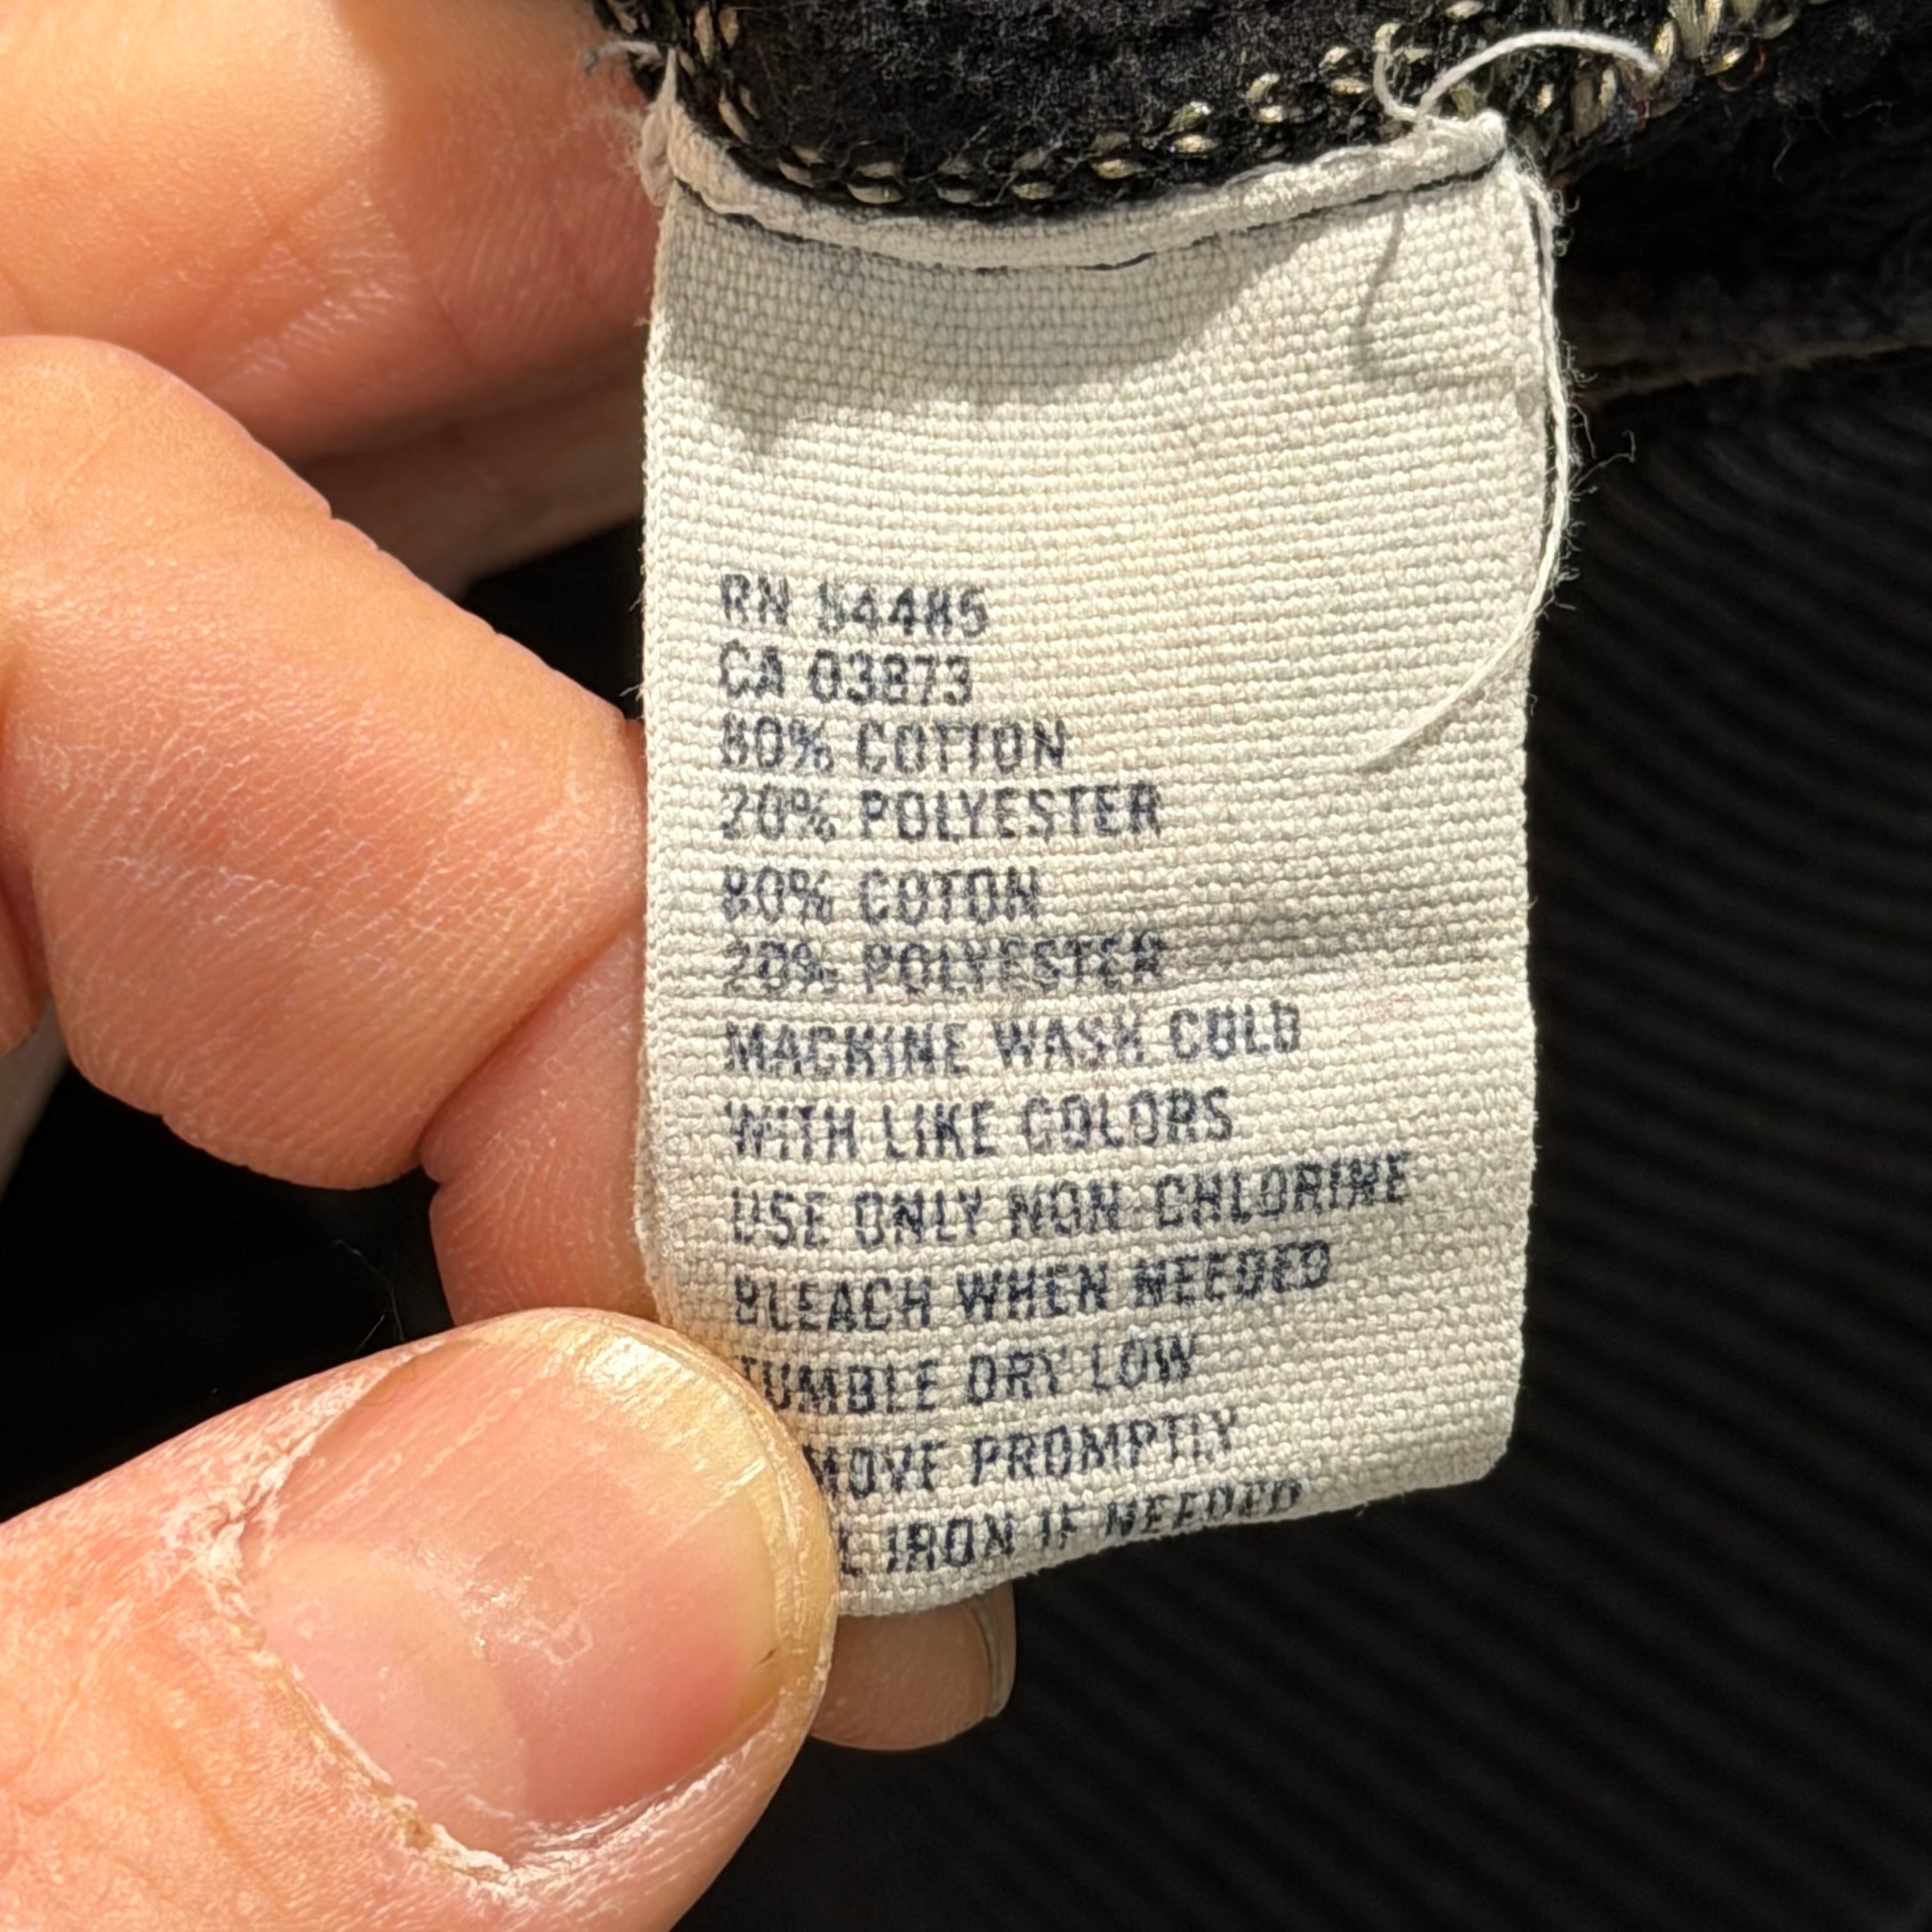 RN 54485
CA 03873
80% COTTON
20% POLYESTER
80% COTON
20% POLYESTER
MACHINE WASH COLD
WITH LIKE COLORS
USE ONLY NON-CHLORINE
BLEACH WHEN NEEDED
TUMBLE DRY LOW
MOVE PROMPTLY
L IRON IF NEEDED